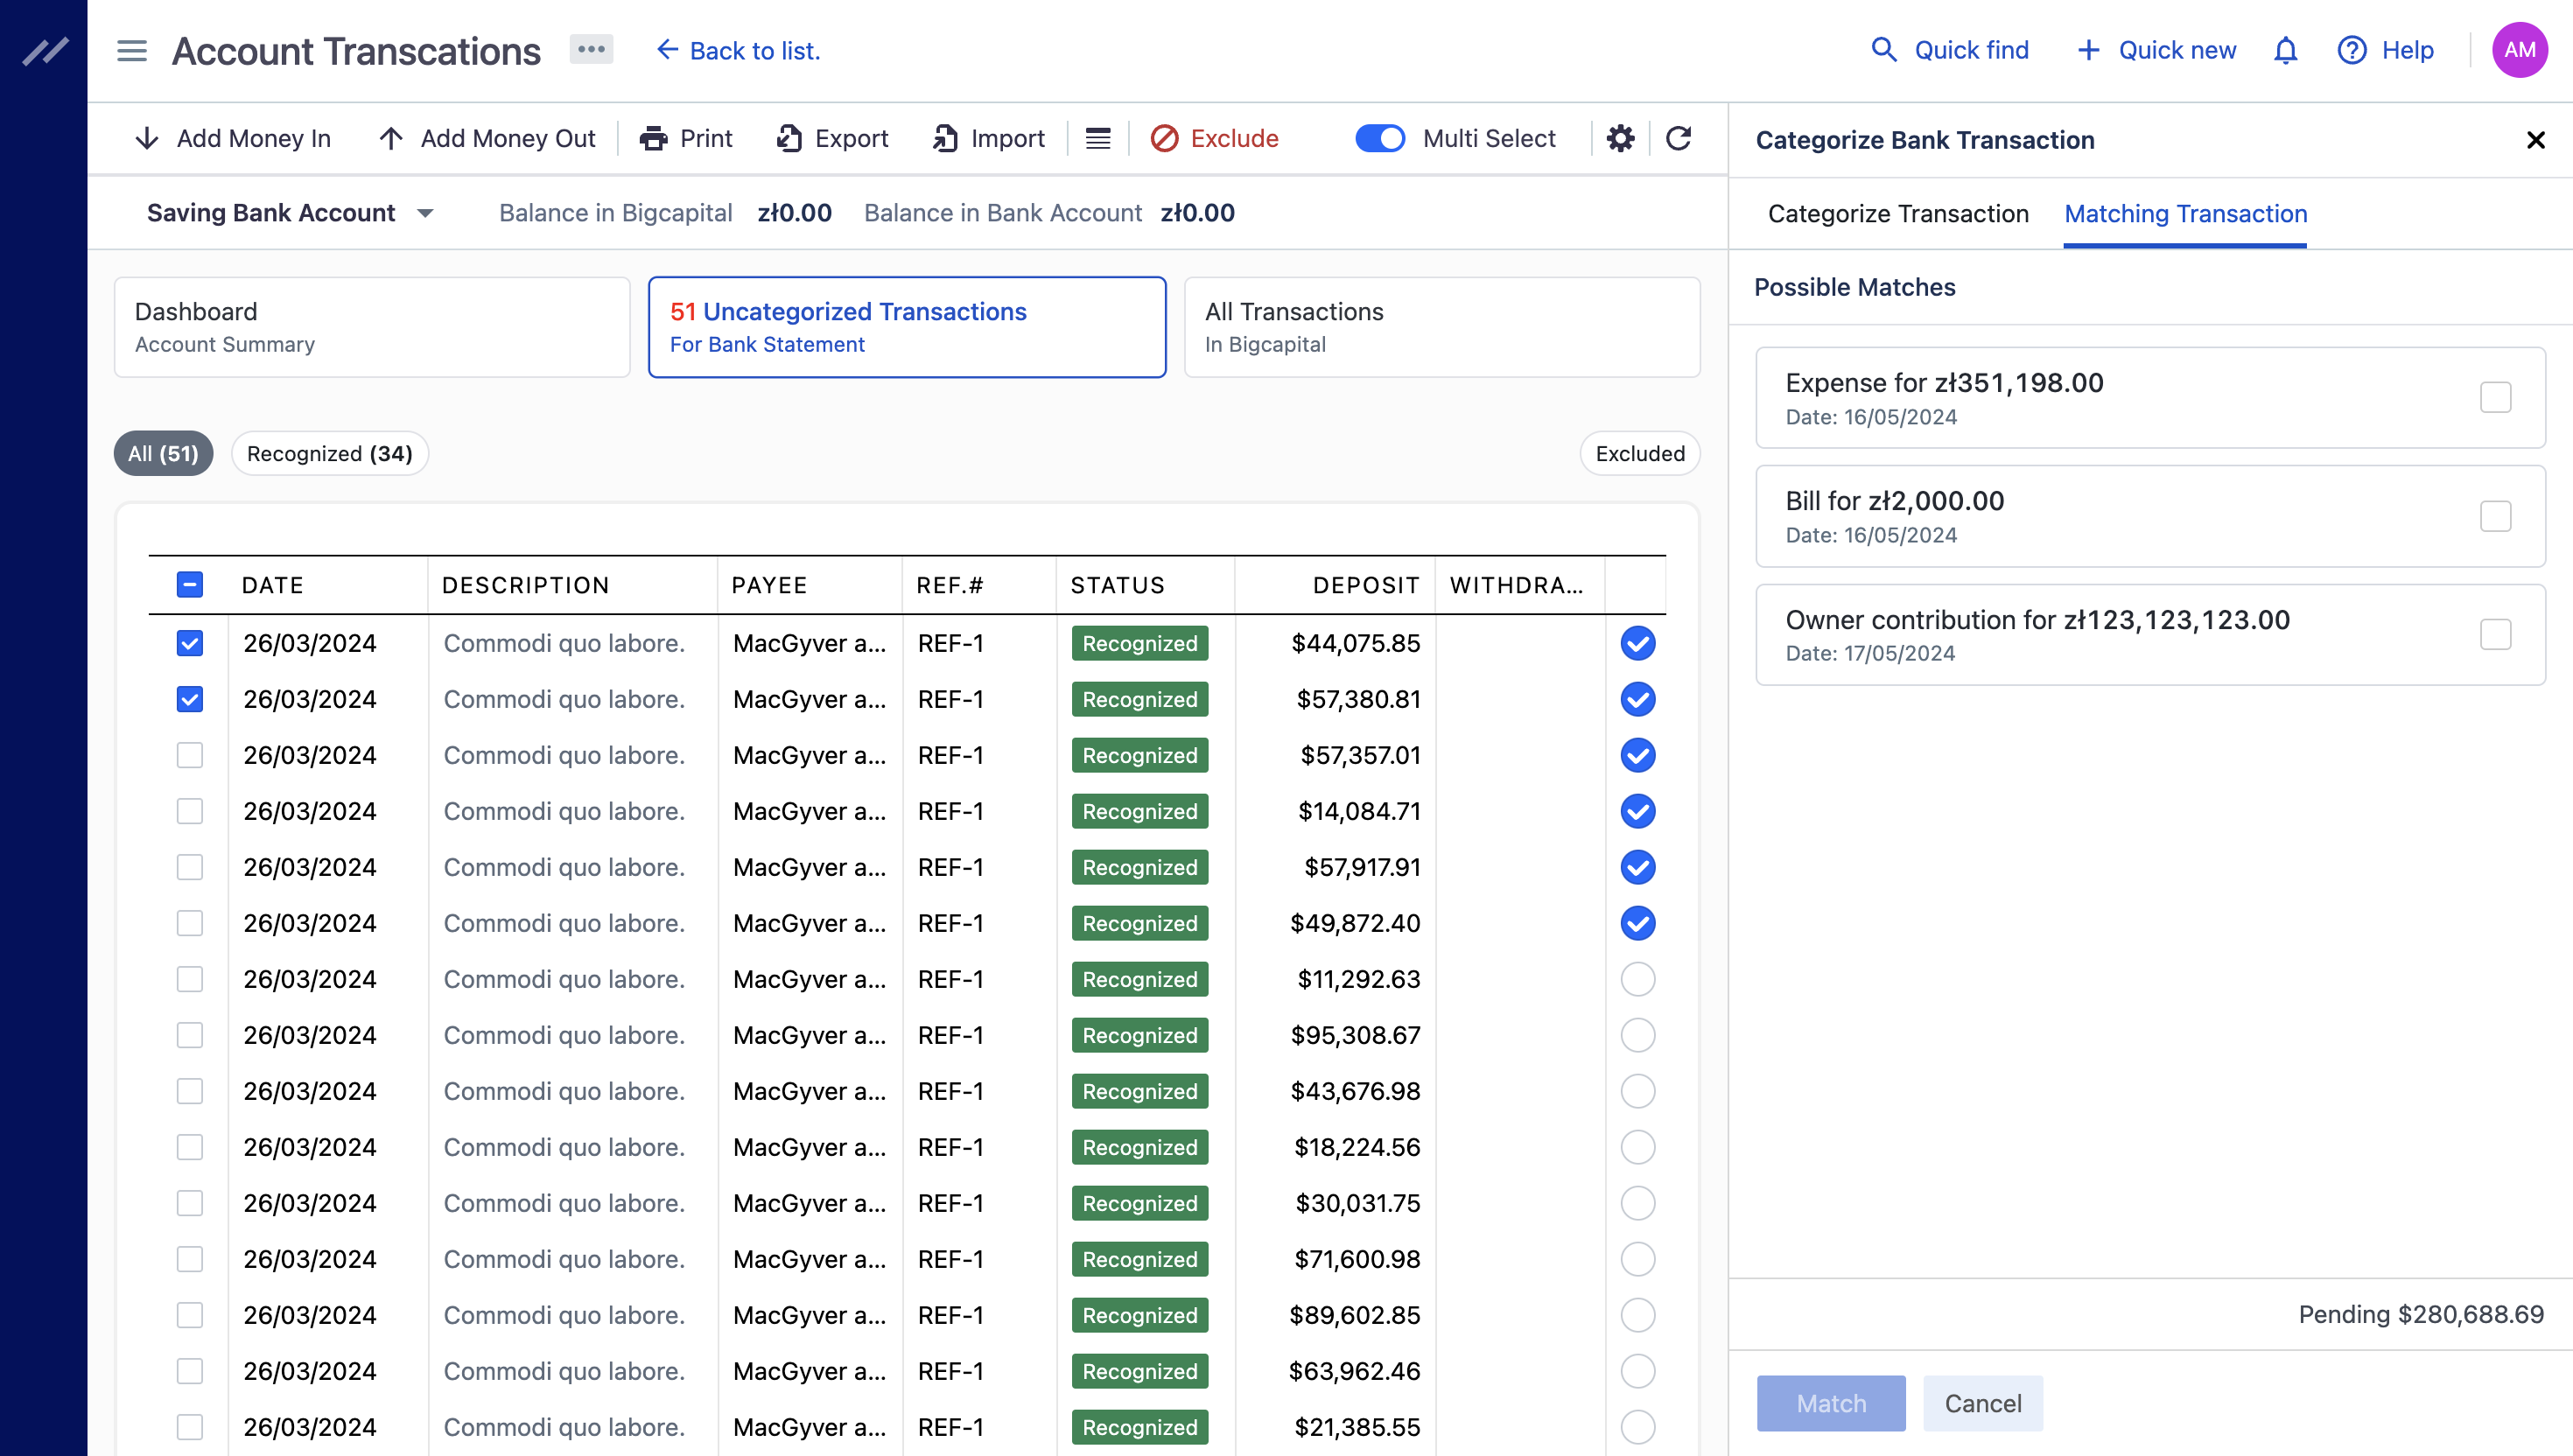 Account Transcations
Back to list.
Quick find
Quick new
Help
AM
Add Money In
Add Money Out
Print
Export
Import
Exclude
Multi Select
Saving Bank Account
Balance in Bigcapital zł0.00
Balance in Bank Account zł0.00
Dashboard
Account Summary
51 Uncategorized Transactions
For Bank Statement
All Transactions
In Bigcapital
All (51)
Recognized (34)
Excluded
DATE DESCRIPTION PAYEE REF.# STATUS DEPOSIT WITHDRA...
26/03/2024 Commodi quo labore. MacGyver a... REF-1 Recognized $44,075.85
26/03/2024 Commodi quo labore. MacGyver a... REF-1 Recognized $57,380.81
26/03/2024 Commodi quo labore. MacGyver a... REF-1 Recognized $57,357.01
26/03/2024 Commodi quo labore. MacGyver a... REF-1 Recognized $14,084.71
26/03/2024 Commodi quo labore. MacGyver a... REF-1 Recognized $57,917.91
26/03/2024 Commodi quo labore. MacGyver a... REF-1 Recognized $49,872.40
26/03/2024 Commodi quo labore. MacGyver a... REF-1 Recognized $11,292.63
26/03/2024 Commodi quo labore. MacGyver a... REF-1 Recognized $95,308.67
26/03/2024 Commodi quo labore. MacGyver a... REF-1 Recognized $43,676.98
26/03/2024 Commodi quo labore. MacGyver a... REF-1 Recognized $18,224.56
26/03/2024 Commodi quo labore. MacGyver a... REF-1 Recognized $30,031.75
26/03/2024 Commodi quo labore. MacGyver a... REF-1 Recognized $71,600.98
26/03/2024 Commodi quo labore. MacGyver a... REF-1 Recognized $89,602.85
26/03/2024 Commodi quo labore. MacGyver a... REF-1 Recognized $63,962.46
26/03/2024 Commodi quo labore. MacGyver a... REF-1 Recognized $21,385.55
Categorize Bank Transaction
Categorize Transaction
Matching Transaction
Possible Matches
Expense for zł351,198.00
Date: 16/05/2024
Bill for zł2,000.00
Date: 16/05/2024
Owner contribution for zł123,123,123.00
Date: 17/05/2024
Pending $280,688.69
Match
Cancel